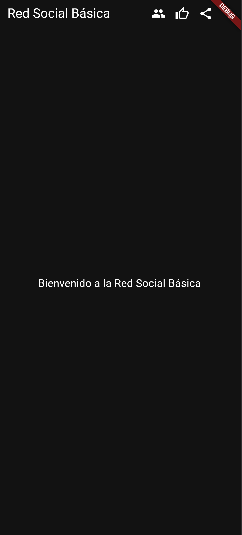 Red Social Básica
DEBUG
Bienvenido a la Red Social Básica